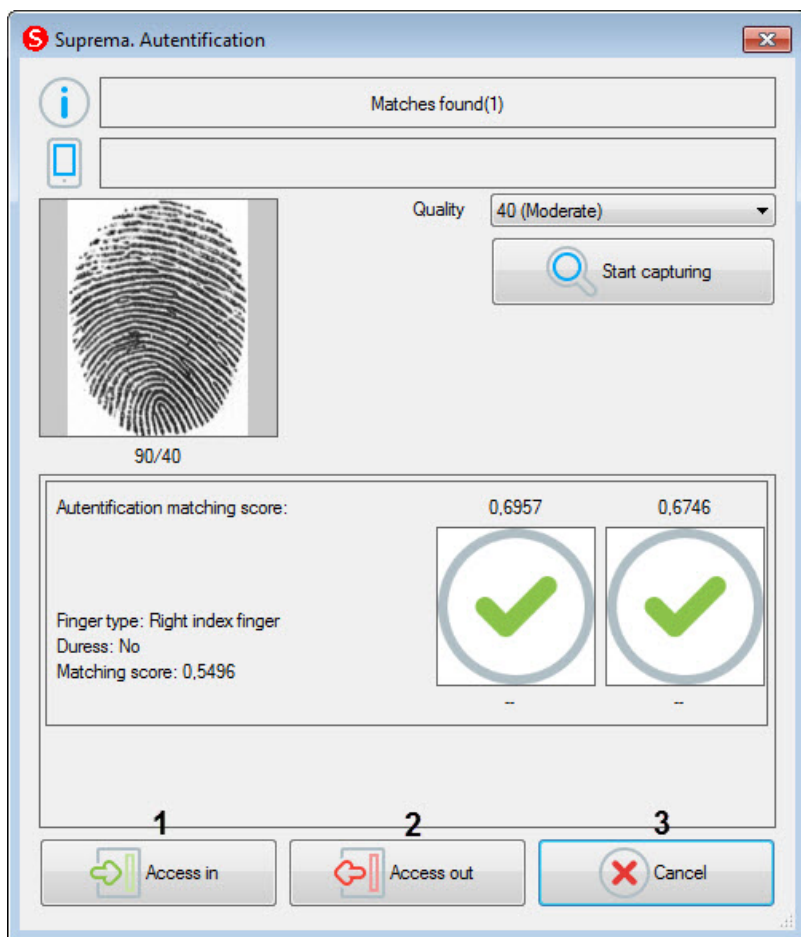 S Suprema. Autentification
Matches found(1)
Quality 40 (Moderate)
Start capturing
90/40
Autentification matching score: 0,6957 0,6746
Finger type: Right index finger
Duress: No
Matching score: 0,5496
-- --
1 2 3
Access in Access out Cancel